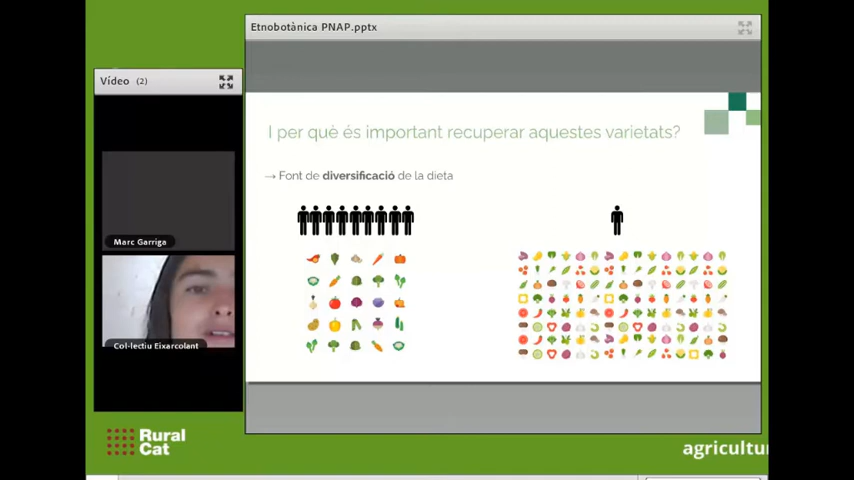 Etnobotànica PNAP.pptx
Vídeo (2)
I per què és important recuperar aquestes varietats?
→ Font de diversificació de la dieta
Marc Garriga
Col·lectiu Eixarcolant
Rural
Cat
agricultu